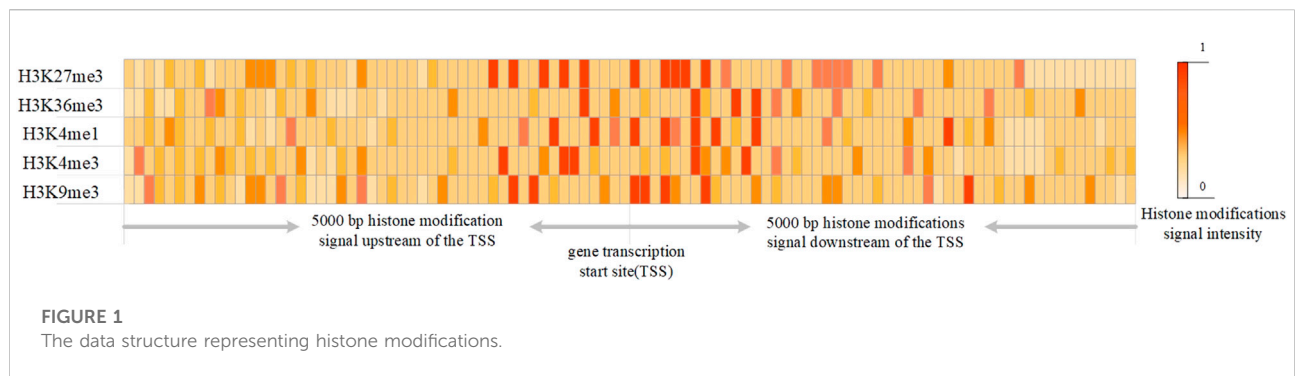 H3K27me3
H3K36me3
H3K4me1
H3K4me3
H3K9me3
1
0
Histone modifications
signal intensity
5000 bp histone modification
signal upstream of the TSS
gene transcription
start site(TSS)
5000 bp histone modifications
signal downstream of the TSS
FIGURE 1
The data structure representing histone modifications.